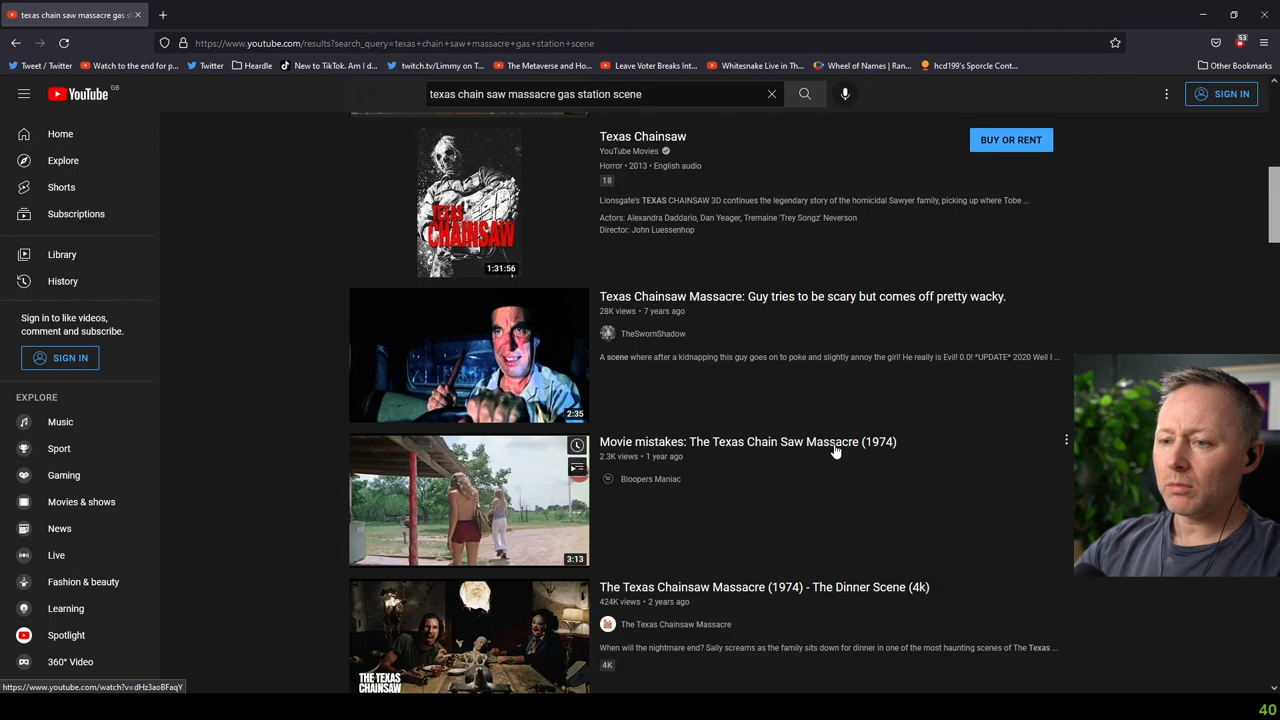 texas chain saw massacre gas st
https://www.youtube.com/results?search_query=texas+chain+saw+massacre+gas+station+scene
53
Tweet / Twitter
Watch to the end for p...
Twitter
Heardle
New to TikTok. Am I d...
twitch.tv/Limmy on T...
The Metaverse and Ho...
Leave Voter Breaks Int...
Whitesnake Live in Th...
Wheel of Names | Ran...
hcd199's Sporcle Cont...
Other Bookmarks
YouTube GB
texas chain saw massacre gas station scene
SIGN IN
Home
Explore
Shorts
Subscriptions
Library
History
Sign in to like videos,
comment and subscribe.
SIGN IN
EXPLORE
Music
Sport
Gaming
Movies & shows
News
Live
Fashion & beauty
Learning
Spotlight
360° Video
https://www.youtube.com/watch?v=dHz3aoBFaqY
TEXAS
CHAINSAW
1:31:56
Texas Chainsaw
YouTube Movies
Horror • 2013 • English audio
18
Lionsgate's TEXAS CHAINSAW 3D continues the legendary story of the homicidal Sawyer family, picking up where Tobe ...
Actors: Alexandra Daddario, Dan Yeager, Tremaine 'Trey Songz' Neverson
Director: John Luessenhop
BUY OR RENT
2:35
Texas Chainsaw Massacre: Guy tries to be scary but comes off pretty wacky.
28K views • 7 years ago
TheSwornShadow
A scene where after a kidnapping this guy goes on to poke and slightly annoy the girl! He really is Evil! 0.0! *UPDATE* 2020 Well I ...
3:13
Movie mistakes: The Texas Chain Saw Massacre (1974)
2.3K views • 1 year ago
Bloopers Maniac
THE TEXAS
CHAINSAW
The Texas Chainsaw Massacre (1974) - The Dinner Scene (4k)
424K views • 2 years ago
The Texas Chainsaw Massacre
When will the nightmare end? Sally screams as the family sits down for dinner in one of the most haunting scenes of The Texas ...
4K
40